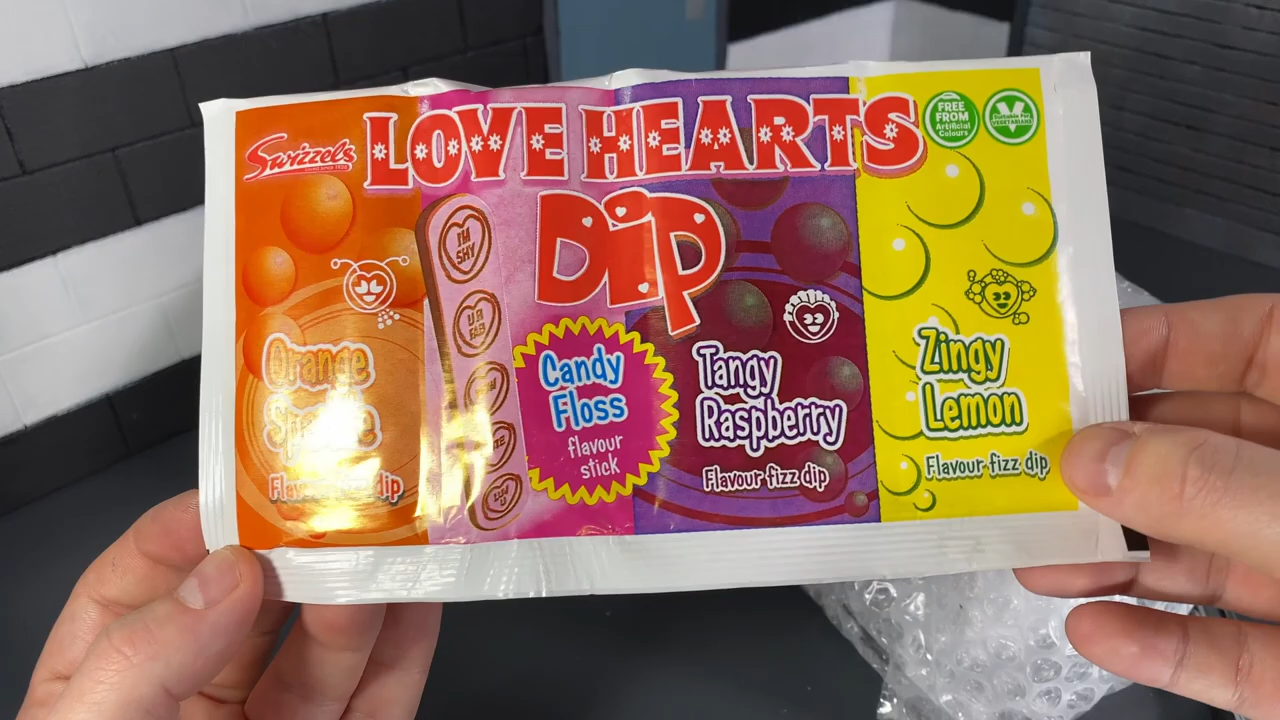 Swizzels
LOVE HEARTS
Dip
FREE
FROM
Artificial
Colours
V
Suitable For
VEGETARIANS
I'M
SHY
Orange
Sparkle
Flavour fizz dip
Candy
Floss
flavour
stick
Tangy
Raspberry
Flavour fizz dip
Zingy
Lemon
Flavour fizz dip